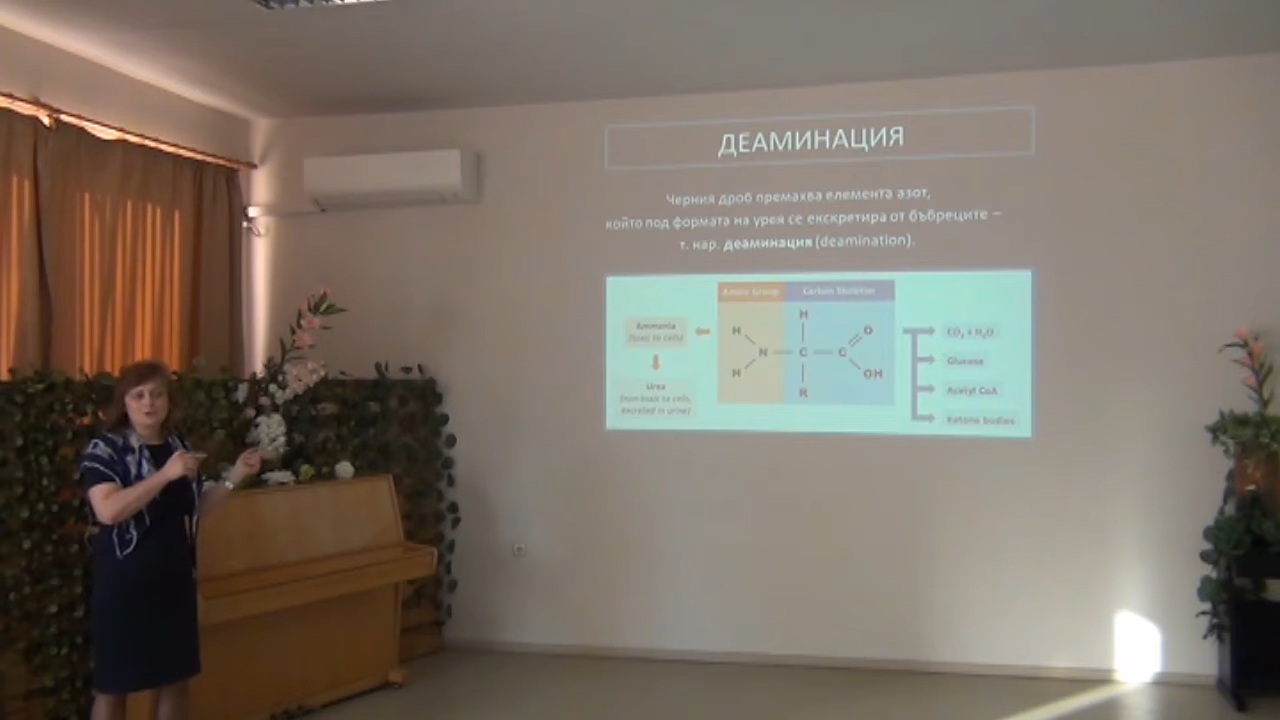 ДЕАМИНАЦИЯ
Черния дроб премахва елемента азот,
който под формата на урея се екскретира от бъбреците –
т. нар. деаминация (deamination).
Amino Group
Carbon Skeleton
Ammonia
(toxic to cells)
Urea
(non-toxic to cells,
excreted in urine)
H
H
N
C
C
O
H
OH
R
CO₂ + H₂O
Glucose
Acetyl CoA
Ketone bodies